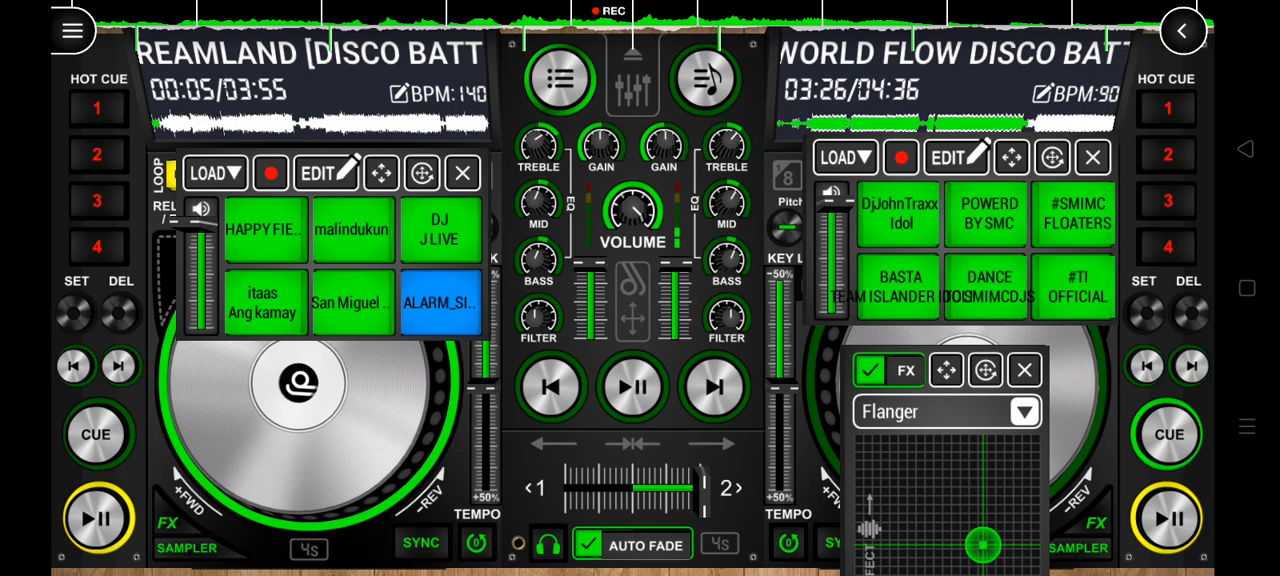 REC
REAMLAND [DISCO BATT
00:05/03:55
BPM:140
WORLD FLOW DISCO BAT
03:26/04:36
BPM:90
HOT CUE
1
2
3
4
SET DEL
CUE
LOOP
LOAD▼
EDIT
HAPPY FIE..
malindukun
DJ
J LIVE
itaas
Ang kamay
San Miguel ..
ALARM_SI..
+FWD
-REV
FX
SAMPLER
4s
SYNC
+50%
TEMPO
TREBLE
GAIN
GAIN
TREBLE
EQ
EQ
MID
MID
VOLUME
BASS
BASS
FILTER
FILTER
<1
2>
AUTO FADE
4s
8
Pitch
KEY L
-50%
+50%
TEMPO
LOAD▼
EDIT
DjJohnTraxx
Idol
POWERD
BY SMC
#SMIMC
FLOATERS
BASTA
DANCE
#TI
OFFICIAL
FX
Flanger
-REV
FX
SAMPLER
HOT CUE
1
2
3
4
SET DEL
CUE